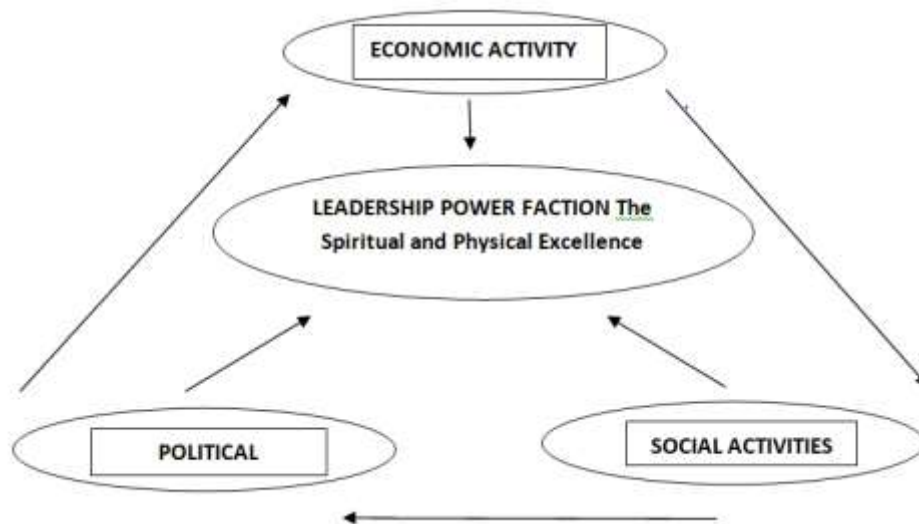 ECONOMIC ACTIVITY
LEADERSHIP POWER FACTION The
Spiritual and Physical Excellence
POLITICAL
SOCIAL ACTIVITIES